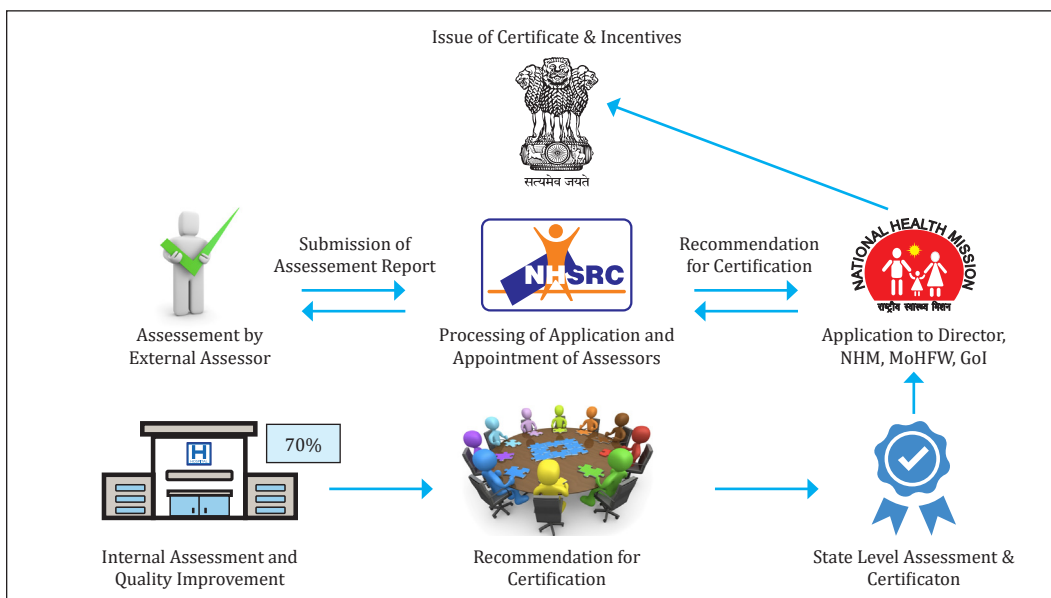 Issue of Certificate & Incentives
सत्यमेव जयते
Submission of
Assessement Report
NHSRC
Recommendation
for Certification
NATIONAL HEALTH MISSION
राष्ट्रीय स्वास्थ्य मिशन
Assessement by
External Assessor
Processing of Application and
Appointment of Assessors
Application to Director,
NHM, MoHFW, GoI
H
70%
Internal Assessment and
Quality Improvement
Recommendation for
Certification
State Level Assessment &
Certificaton